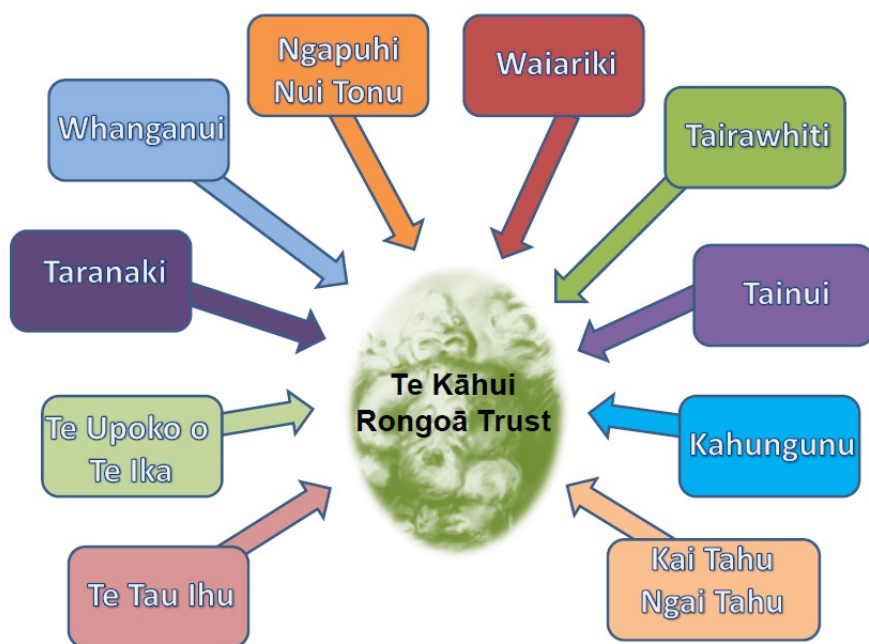 Ngapuhi
Nui Tonu
Waiariki
Whanganui
Tairawhiti
Taranaki
Tainui
Te Kāhui
Rongoā Trust
Te Upoko o
Te Ika
Kahungunu
Te Tau Ihu
Kai Tahu
Ngai Tahu